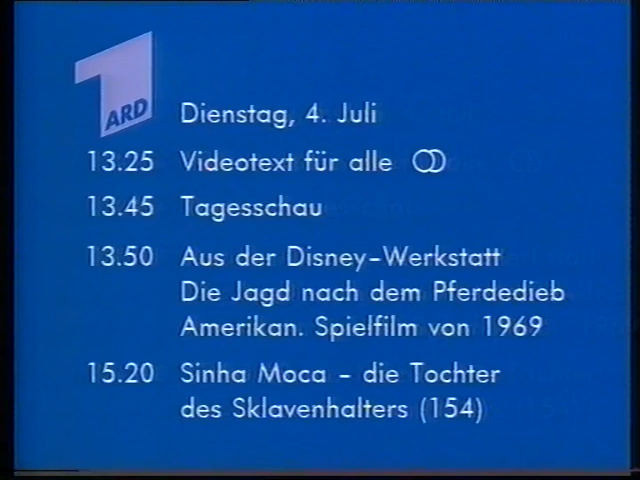 ARD
Dienstag, 4. Juli
13.25 Videotext für alle
13.45 Tagesschau
13.50 Aus der Disney-Werkstatt
Die Jagd nach dem Pferdedieb
Amerikan. Spielfilm von 1969
15.20 Sinha Moca - die Tochter
des Sklavenhalters (154)